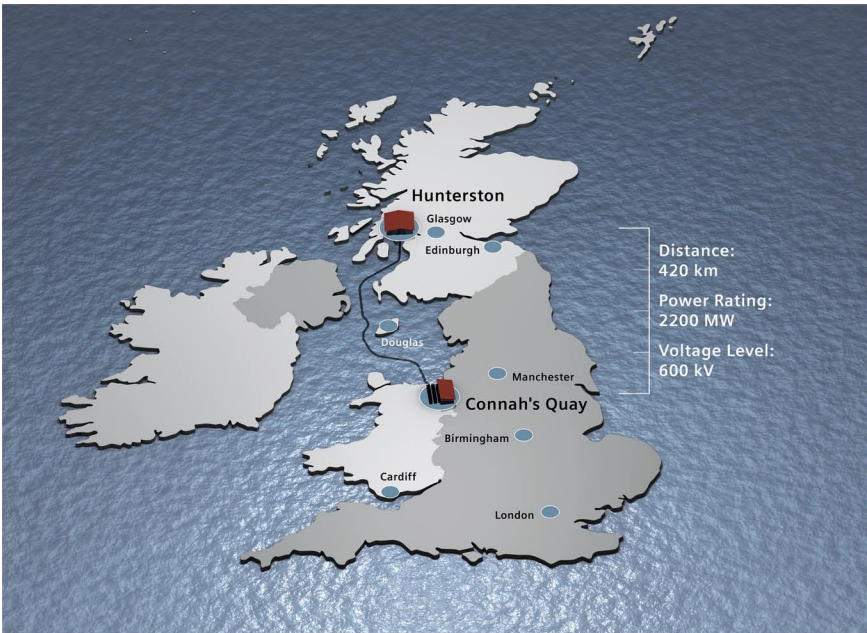 Hunterston
Glasgow
Edinburgh
Distance:
420 km
Power Rating:
2200 MW
Douglas
Voltage Level:
600 kV
Manchester
Connah's Quay
Birmingham
Cardiff
London